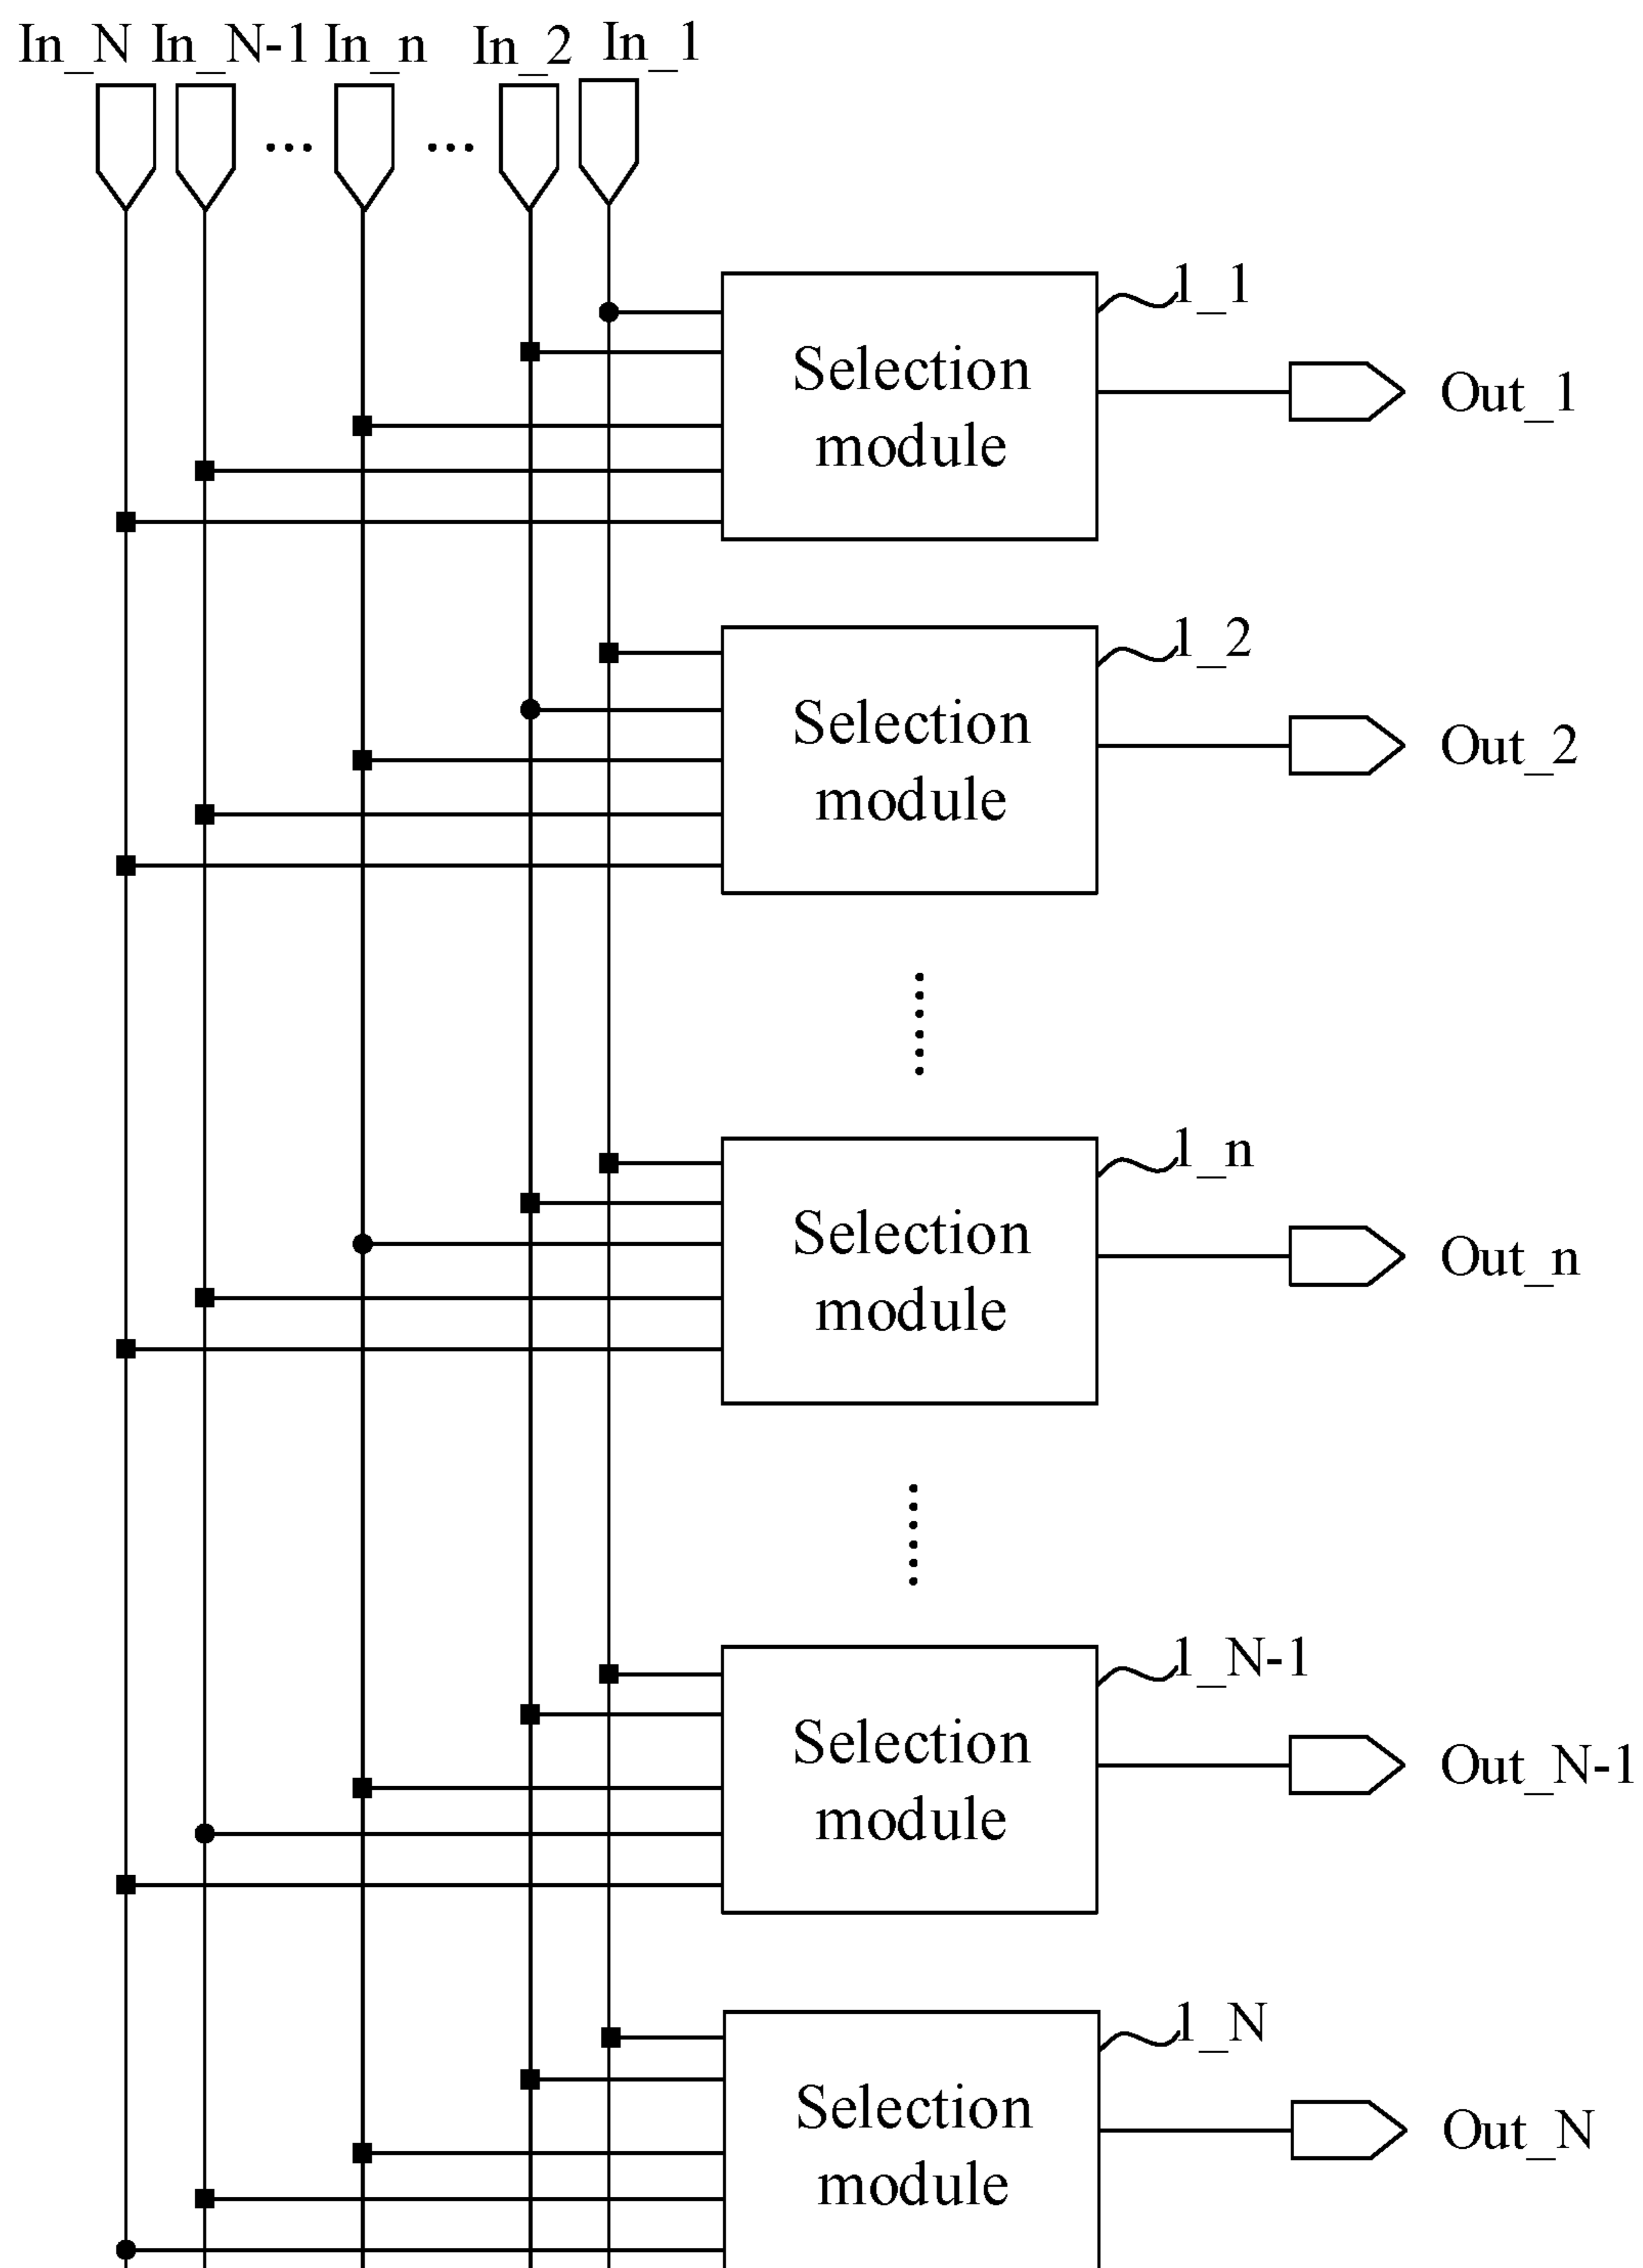 In_N In_N-1 In_n In_2 In_1
... ...
1_1
Selection
module
Out_1
1_2
Selection
module
Out_2
1_n
Selection
module
Out_n
1_N-1
Selection
module
Out_N-1
1_N
Selection
module
Out_N